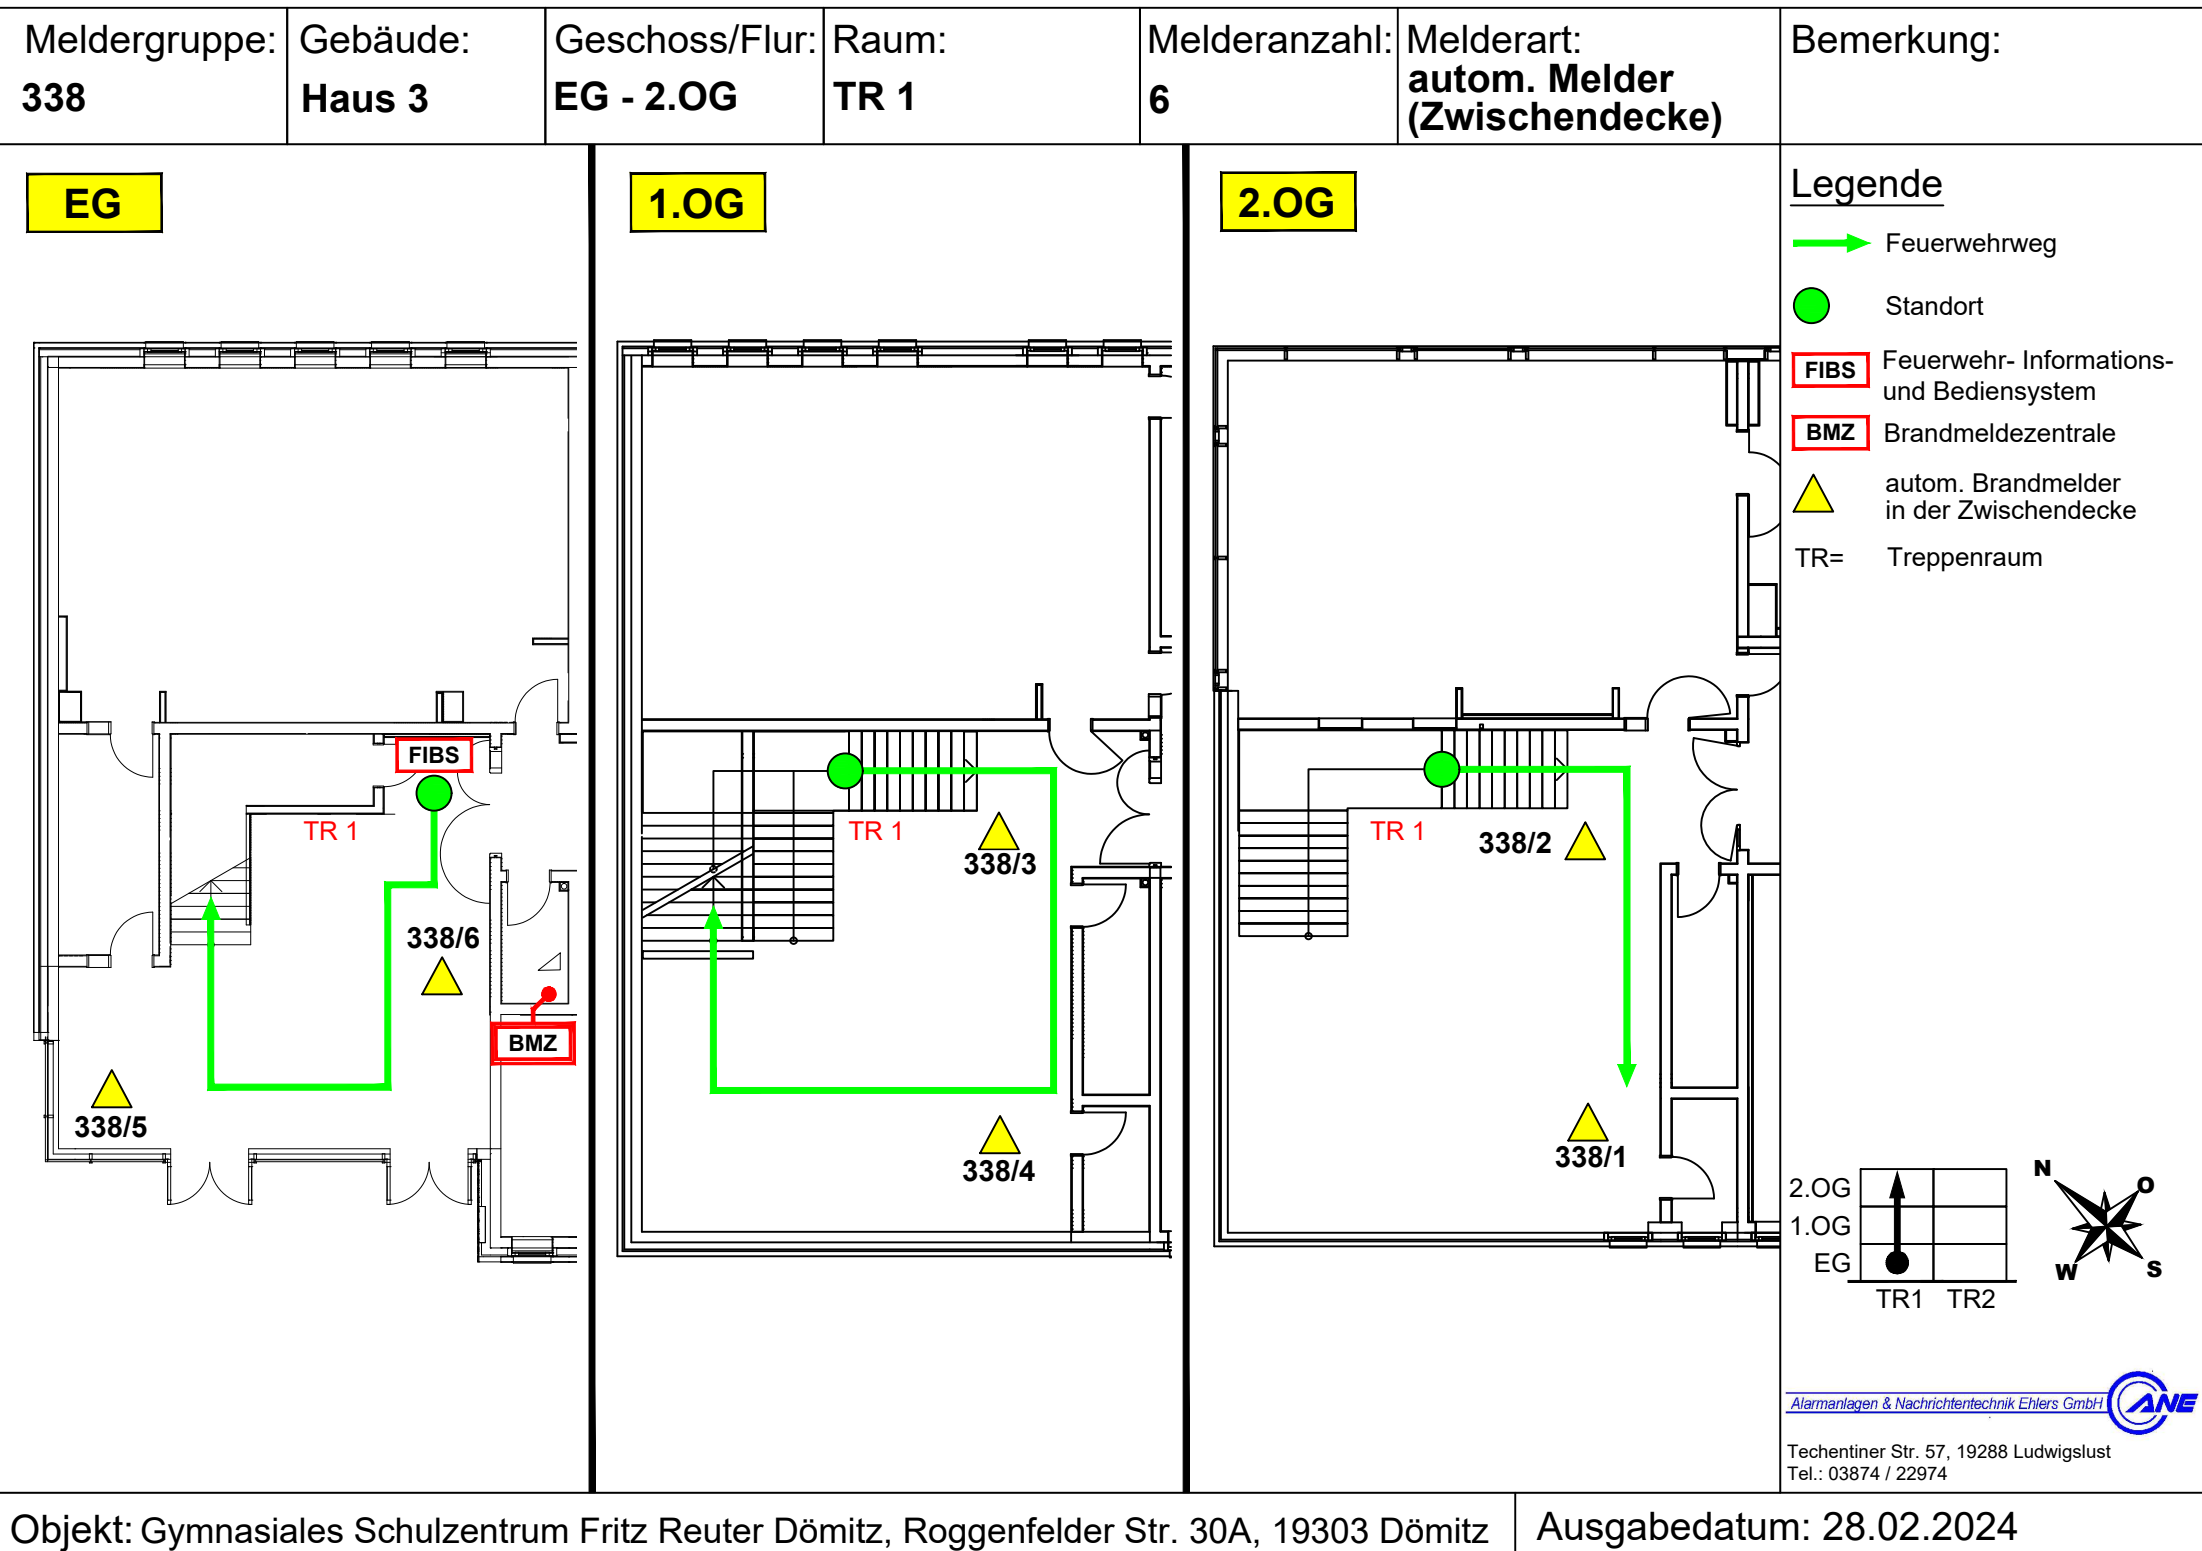 Meldergruppe:
338
Gebäude:
Haus 3
Geschoss/Flur:
EG - 2.OG
Raum:
TR 1
Melderanzahl:
6
Melderart:
autom. Melder
(Zwischendecke)
Bemerkung:
EG
FIBS
TR 1
338/6
BMZ
338/5
1.OG
TR 1
338/3
338/4
2.OG
TR 1
338/2
338/1
Legende
Feuerwehrweg
Standort
FIBS
Feuerwehr- Informations-
und Bediensystem
BMZ
Brandmeldezentrale
autom. Brandmelder
in der Zwischendecke
TR=
Treppenraum
2.OG
1.OG
EG
TR1 TR2
N
O
W
S
Alarmanlagen & Nachrichtentechnik Ehlers GmbH
ANE
Techentiner Str. 57, 19288 Ludwigslust
Tel.: 03874 / 22974
Objekt: Gymnasiales Schulzentrum Fritz Reuter Dömitz, Roggenfelder Str. 30A, 19303 Dömitz
Ausgabedatum: 28.02.2024